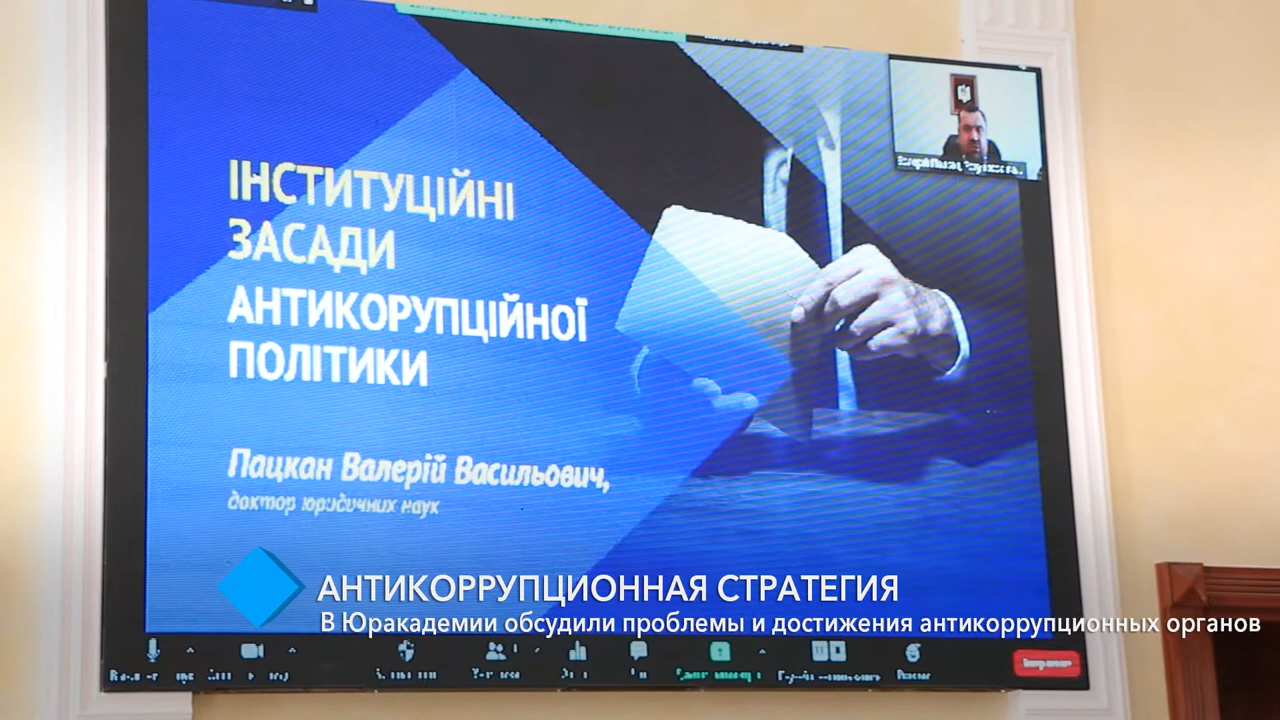 ІНСТИТУЦІЙНІ
ЗАСАДИ
АНТИКОРУПЦІЙНОЇ
ПОЛІТИКИ
Пацкан Валерій Васильович,
доктор юридичних наук
АНТИКОРРУПЦИОННАЯ СТРАТЕГИЯ
В Юракадемии обсудили проблемы и достижения антикоррупционных органов